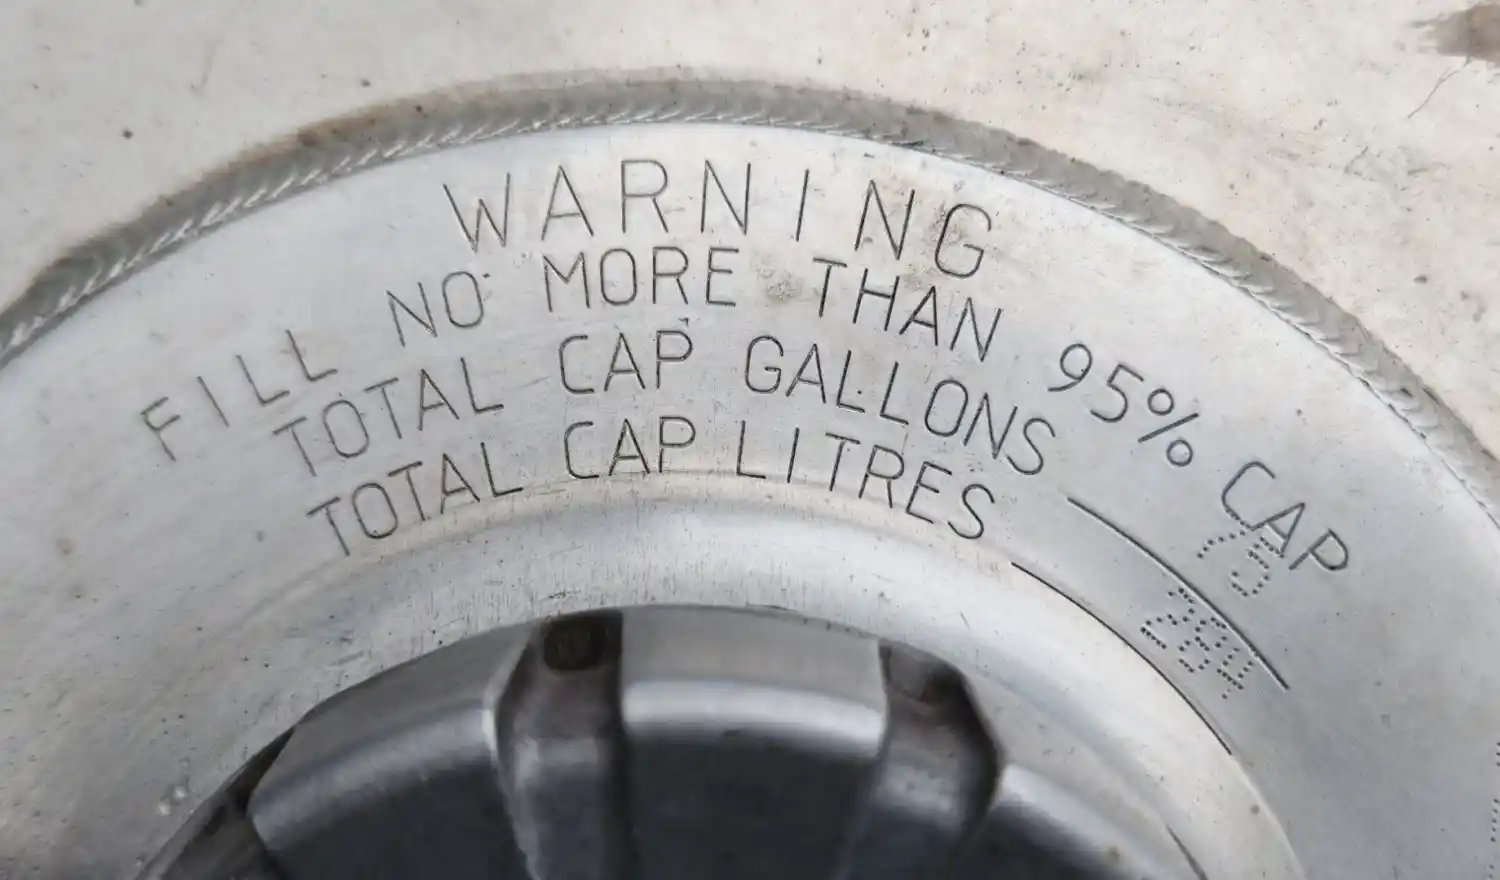 WARNING
FILL NO MORE THAN 95% CAP
TOTAL CAP GALLONS 75
TOTAL CAP LITRES 284